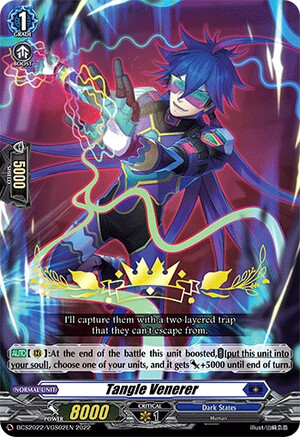 1
GRADE
BOOST
5000
SHIELD
I'll capture them with a two-layered trap
that they can't escape from.
AUTO [(R)]:At the end of the battle this unit boosted, [put this unit into
your soul], choose one of your units, and it gets +5000 until end of turn.
NORMAL UNIT
Tangle Venerer
POWER 8000
CRITICAL
1
Dark States
Human
BCS2022/VGS02EN 2022